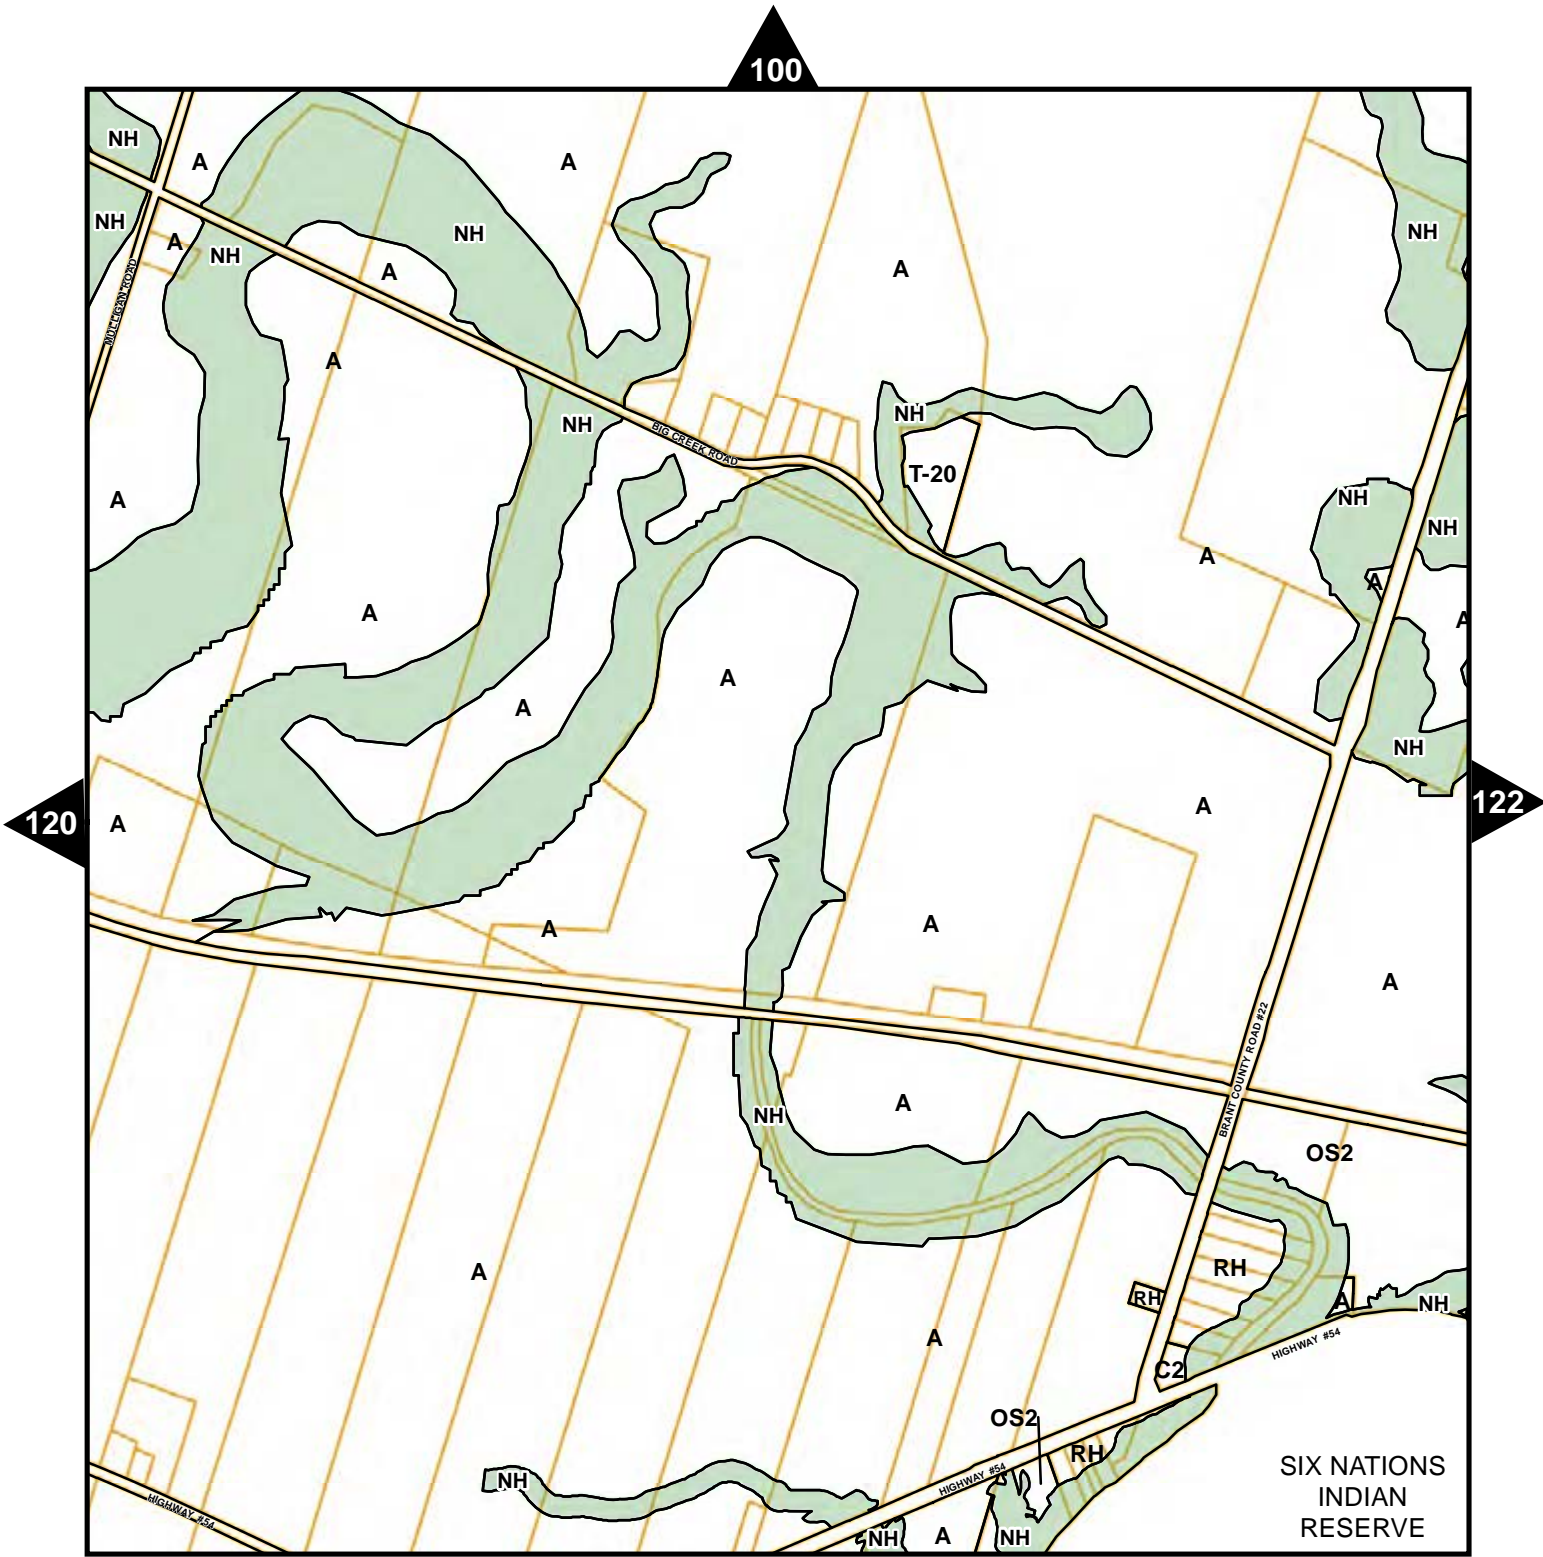 100
NH
A
A
NH
A
NH
NH
NH
A
A
A
MULLIGAN ROAD
A
NH
NH
BIG CREEK ROAD
T-20
NH
A
NH
A
A
A
A
A
A
NH
A
120
122
A
A
A
A
BRANT COUNTY ROAD #22
A
NH
OS2
A
RH
RH
A
NH
A
HIGHWAY #54
C2
OS2
RH
HIGHWAY #54
NH
HIGHWAY #54
NH
A
NH
SIX NATIONS
INDIAN
RESERVE